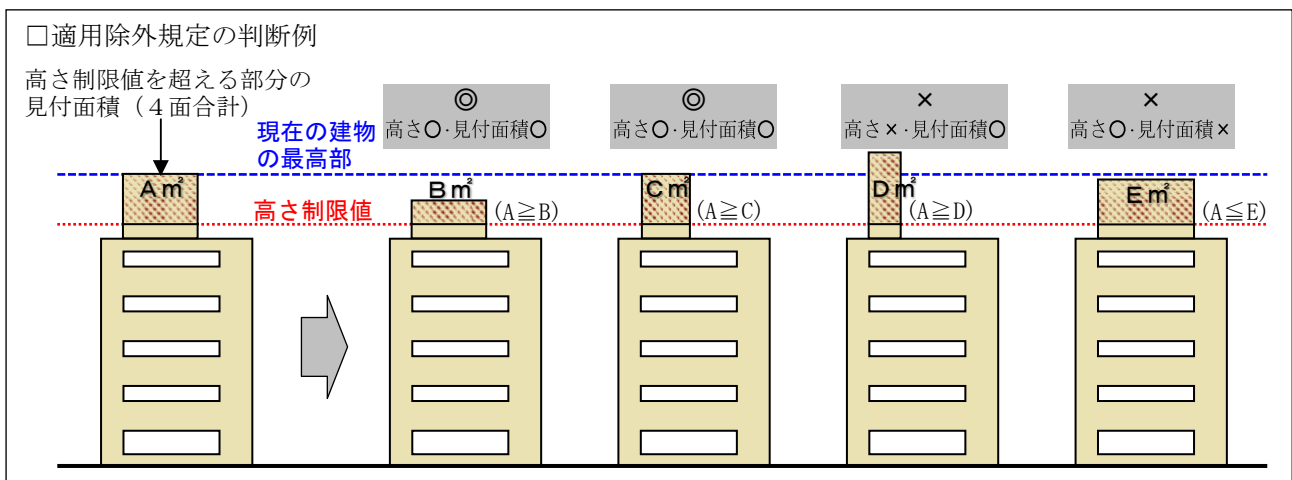 □適用除外規定の判断例
高さ制限値を超える部分の
見付面積（４面合計）
現在の建物
の最高部
高さ制限値
◎
高さ○・見付面積○
◎
高さ○・見付面積○
×
高さ×・見付面積○
×
高さ○・見付面積×
A㎡
B㎡
(A≧B)
C㎡
(A≧C)
D㎡
(A≧D)
E㎡
(A≦E)